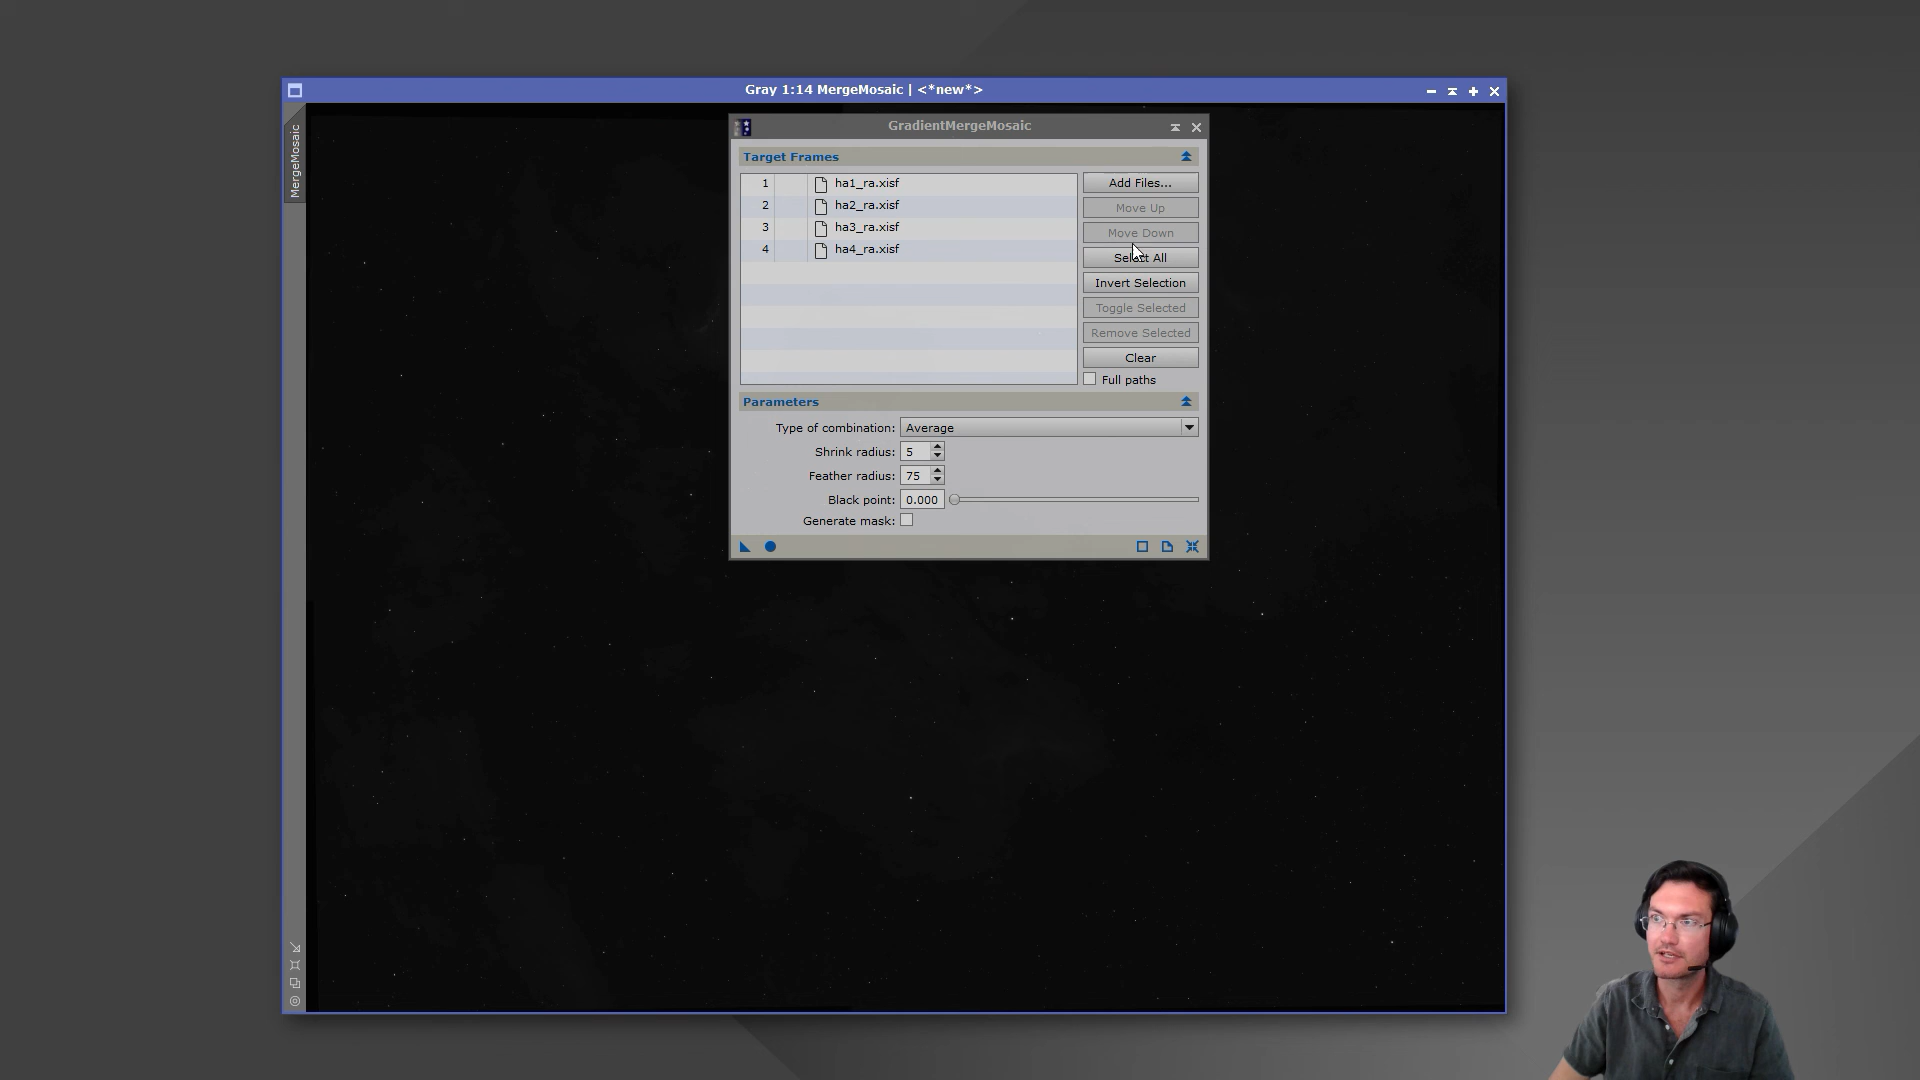 Gray 1:14 MergeMosaic | <*new*>
MergeMosaic
GradientMergeMosaic
Target Frames
1 ha1_ra.xisf
2 ha2_ra.xisf
3 ha3_ra.xisf
4 ha4_ra.xisf
Add Files...
Move Up
Move Down
Select All
Invert Selection
Toggle Selected
Remove Selected
Clear
Full paths
Parameters
Type of combination: Average
Shrink radius: 5
Feather radius: 75
Black point: 0.000
Generate mask: